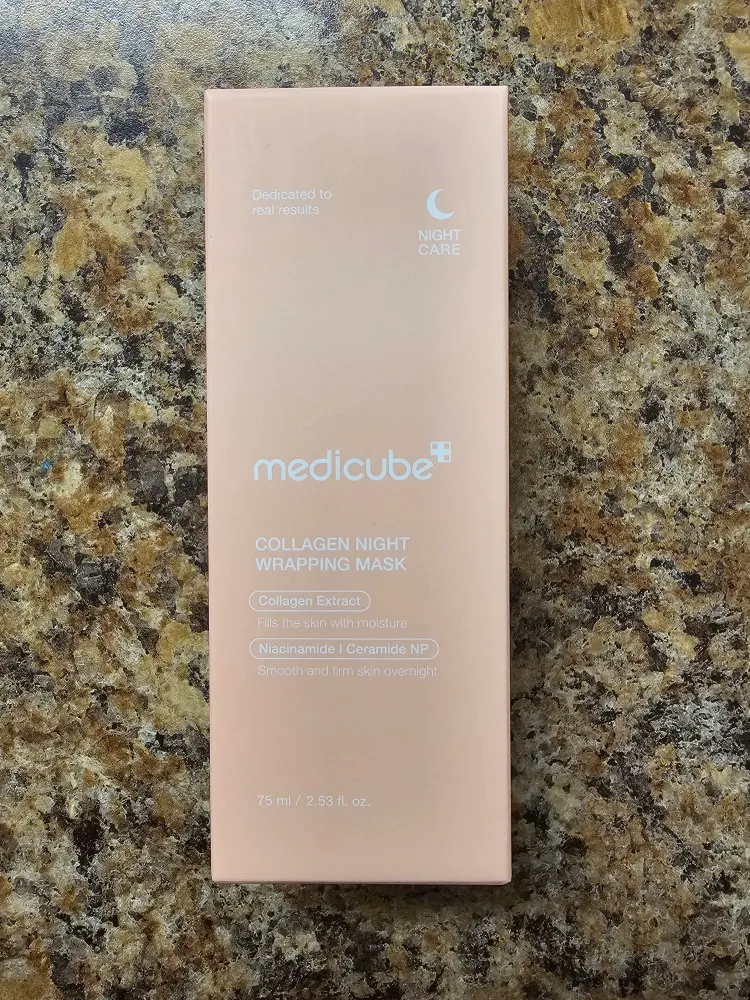 Dedicated to
real results
NIGHT
CARE
medicube
COLLAGEN NIGHT
WRAPPING MASK
Collagen Extract
Fills the skin with moisture
Niacinamide | Ceramide NP
Smooth and firm skin overnight
75 ml / 2.53 fl. oz.